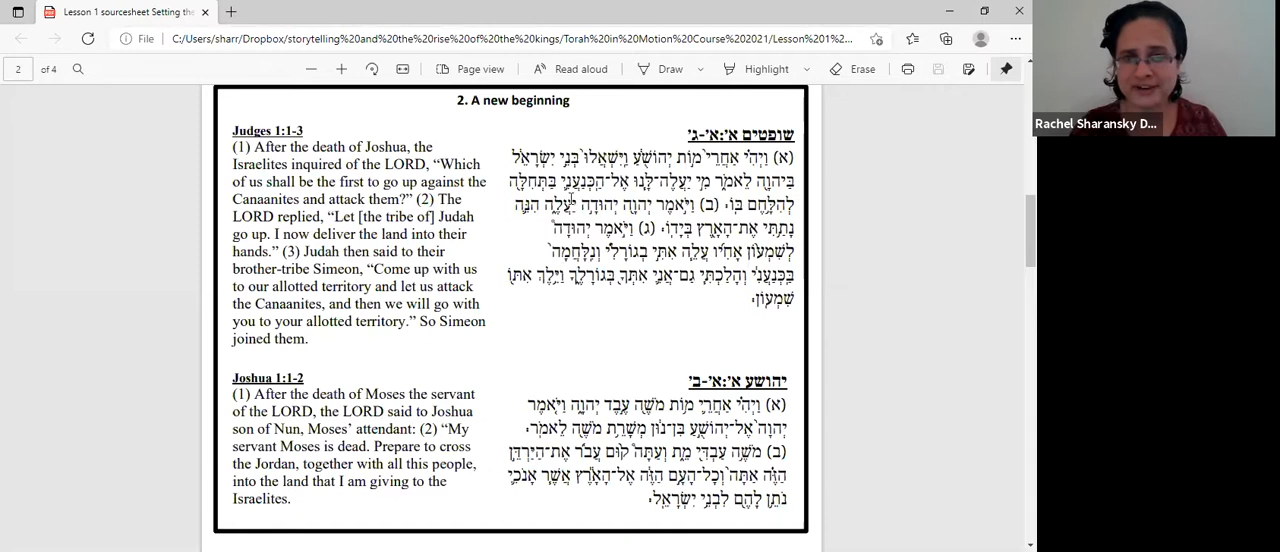 Lesson 1 sourcesheet Setting the
File
C:/Users/sharr/Dropbox/storytelling%20and%20the%20rise%20of%20the%20kings/Torah%20in%20Motion%20Course%202021/Lesson%201%2...
2
of 4
Page view
Read aloud
Draw
Highlight
Erase
Rachel Sharansky D...
2. A new beginning
Judges 1:1-3
(1) After the death of Joshua, the
Israelites inquired of the LORD, “Which
of us shall be the first to go up against the
Canaanites and attack them?” (2) The
LORD replied, “Let [the tribe of] Judah
go up. I now deliver the land into their
hands.” (3) Judah then said to their
brother-tribe Simeon, “Come up with us
to our allotted territory and let us attack
the Canaanites, and then we will go with
you to your allotted territory.” So Simeon
joined them.
שופטים א׳:א׳-ג׳
(א) וַיְהִ֗י אַחֲרֵי֙ מ֣וֹת יְהוֹשֻׁ֔עַ וַֽיִּשְׁאֲלוּ֙ בְּנֵ֣י יִשְׂרָאֵ֔ל
בַּיהוָ֖ה לֵאמֹ֑ר מִ֣י יַעֲלֶה־לָּ֧נוּ אֶל־הַֽכְּנַעֲנִ֛י בַּתְּחִלָּ֖ה
לְהִלָּ֥חֶם בּֽוֹ׃ (ב) וַיֹּ֥אמֶר יְהוָ֖ה יְהוּדָ֣ה יַעֲלֶ֑ה הִנֵּ֛ה
נָתַ֥תִּי אֶת־הָאָ֖רֶץ בְּיָדֽוֹ׃ (ג) וַיֹּ֣אמֶר יְהוּדָ֣ה
לְשִׁמְעוֹן֩ אָחִ֨יו עֲלֵ֧ה אִתִּ֣י בְגוֹרָלִ֗י וְנִֽלָּחֲמָה֙
בַּֽכְּנַעֲנִ֔י וְהָלַכְתִּ֧י גַם־אֲנִ֛י אִתְּךָ֖ בְּגוֹרָלֶ֑ךָ וַיֵּ֥לֶךְ אִתּ֖וֹ
שִׁמְעֽוֹן׃
Joshua 1:1-2
(1) After the death of Moses the servant
of the LORD, the LORD said to Joshua
son of Nun, Moses’ attendant: (2) “My
servant Moses is dead. Prepare to cross
the Jordan, together with all this people,
into the land that I am giving to the
Israelites.
יהושע א׳:א׳-ב׳
(א) וַיְהִ֗י אַחֲרֵ֛י מ֥וֹת מֹשֶׁ֖ה עֶ֣בֶד יְהוָ֑ה וַיֹּ֤אמֶר
יְהוָה֙ אֶל־יְהוֹשֻׁ֣עַ בִּן־נ֔וּן מְשָׁרֵ֥ת מֹשֶׁ֖ה לֵאמֹֽר׃
(ב) מֹשֶׁ֥ה עַבְדִּ֖י מֵ֑ת וְעַתָּה֩ ק֨וּם עֲבֹ֜ר אֶת־הַיַּרְדֵּ֣ן
הַזֶּ֗ה אַתָּה֙ וְכָל־הָעָ֣ם הַזֶּ֔ה אֶל־הָאָ֕רֶץ אֲשֶׁ֧ר אָנֹכִ֛י
נֹתֵ֥ן לָהֶ֖ם לִבְנֵ֥י יִשְׂרָאֵֽל׃